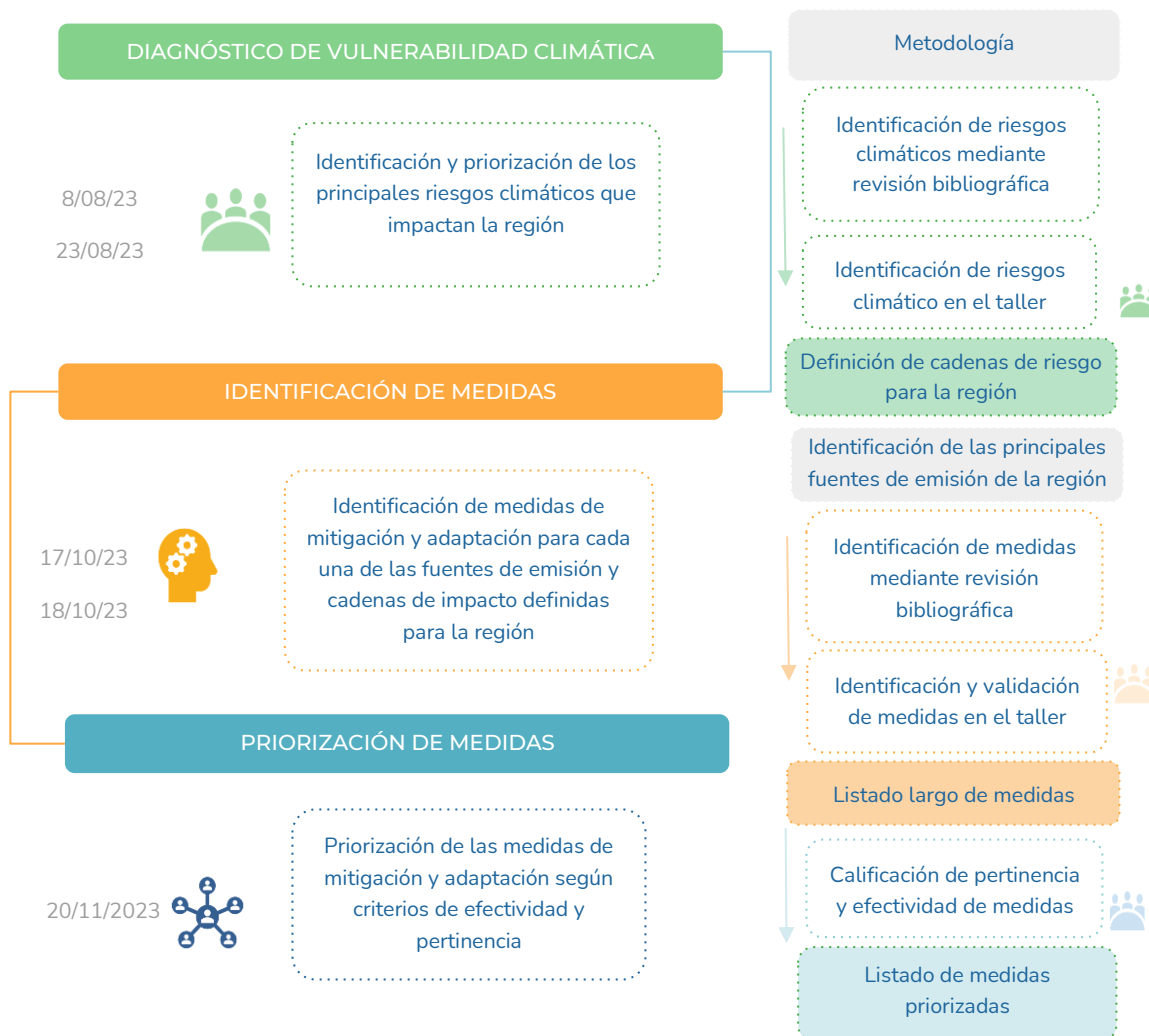 DIAGNÓSTICO DE VULNERABILIDAD CLIMÁTICA
8/08/23
23/08/23
Identificación y priorización de los
principales riesgos climáticos que
impactan la región
IDENTIFICACIÓN DE MEDIDAS
17/10/23
18/10/23
Identificación de medidas de
mitigación y adaptación para cada
una de las fuentes de emisión y
cadenas de impacto definidas
para la región
PRIORIZACIÓN DE MEDIDAS
20/11/2023
Priorización de las medidas de
mitigación y adaptación según
criterios de efectividad y
pertinencia
Metodología
Identificación de riesgos
climáticos mediante
revisión bibliográfica
Identificación de riesgos
climático en el taller
Definición de cadenas de riesgo
para la región
Identificación de las principales
fuentes de emisión de la región
Identificación de medidas
mediante revisión
bibliográfica
Identificación y validación
de medidas en el taller
Listado largo de medidas
Calificación de pertinencia
y efectividad de medidas
Listado de medidas
priorizadas